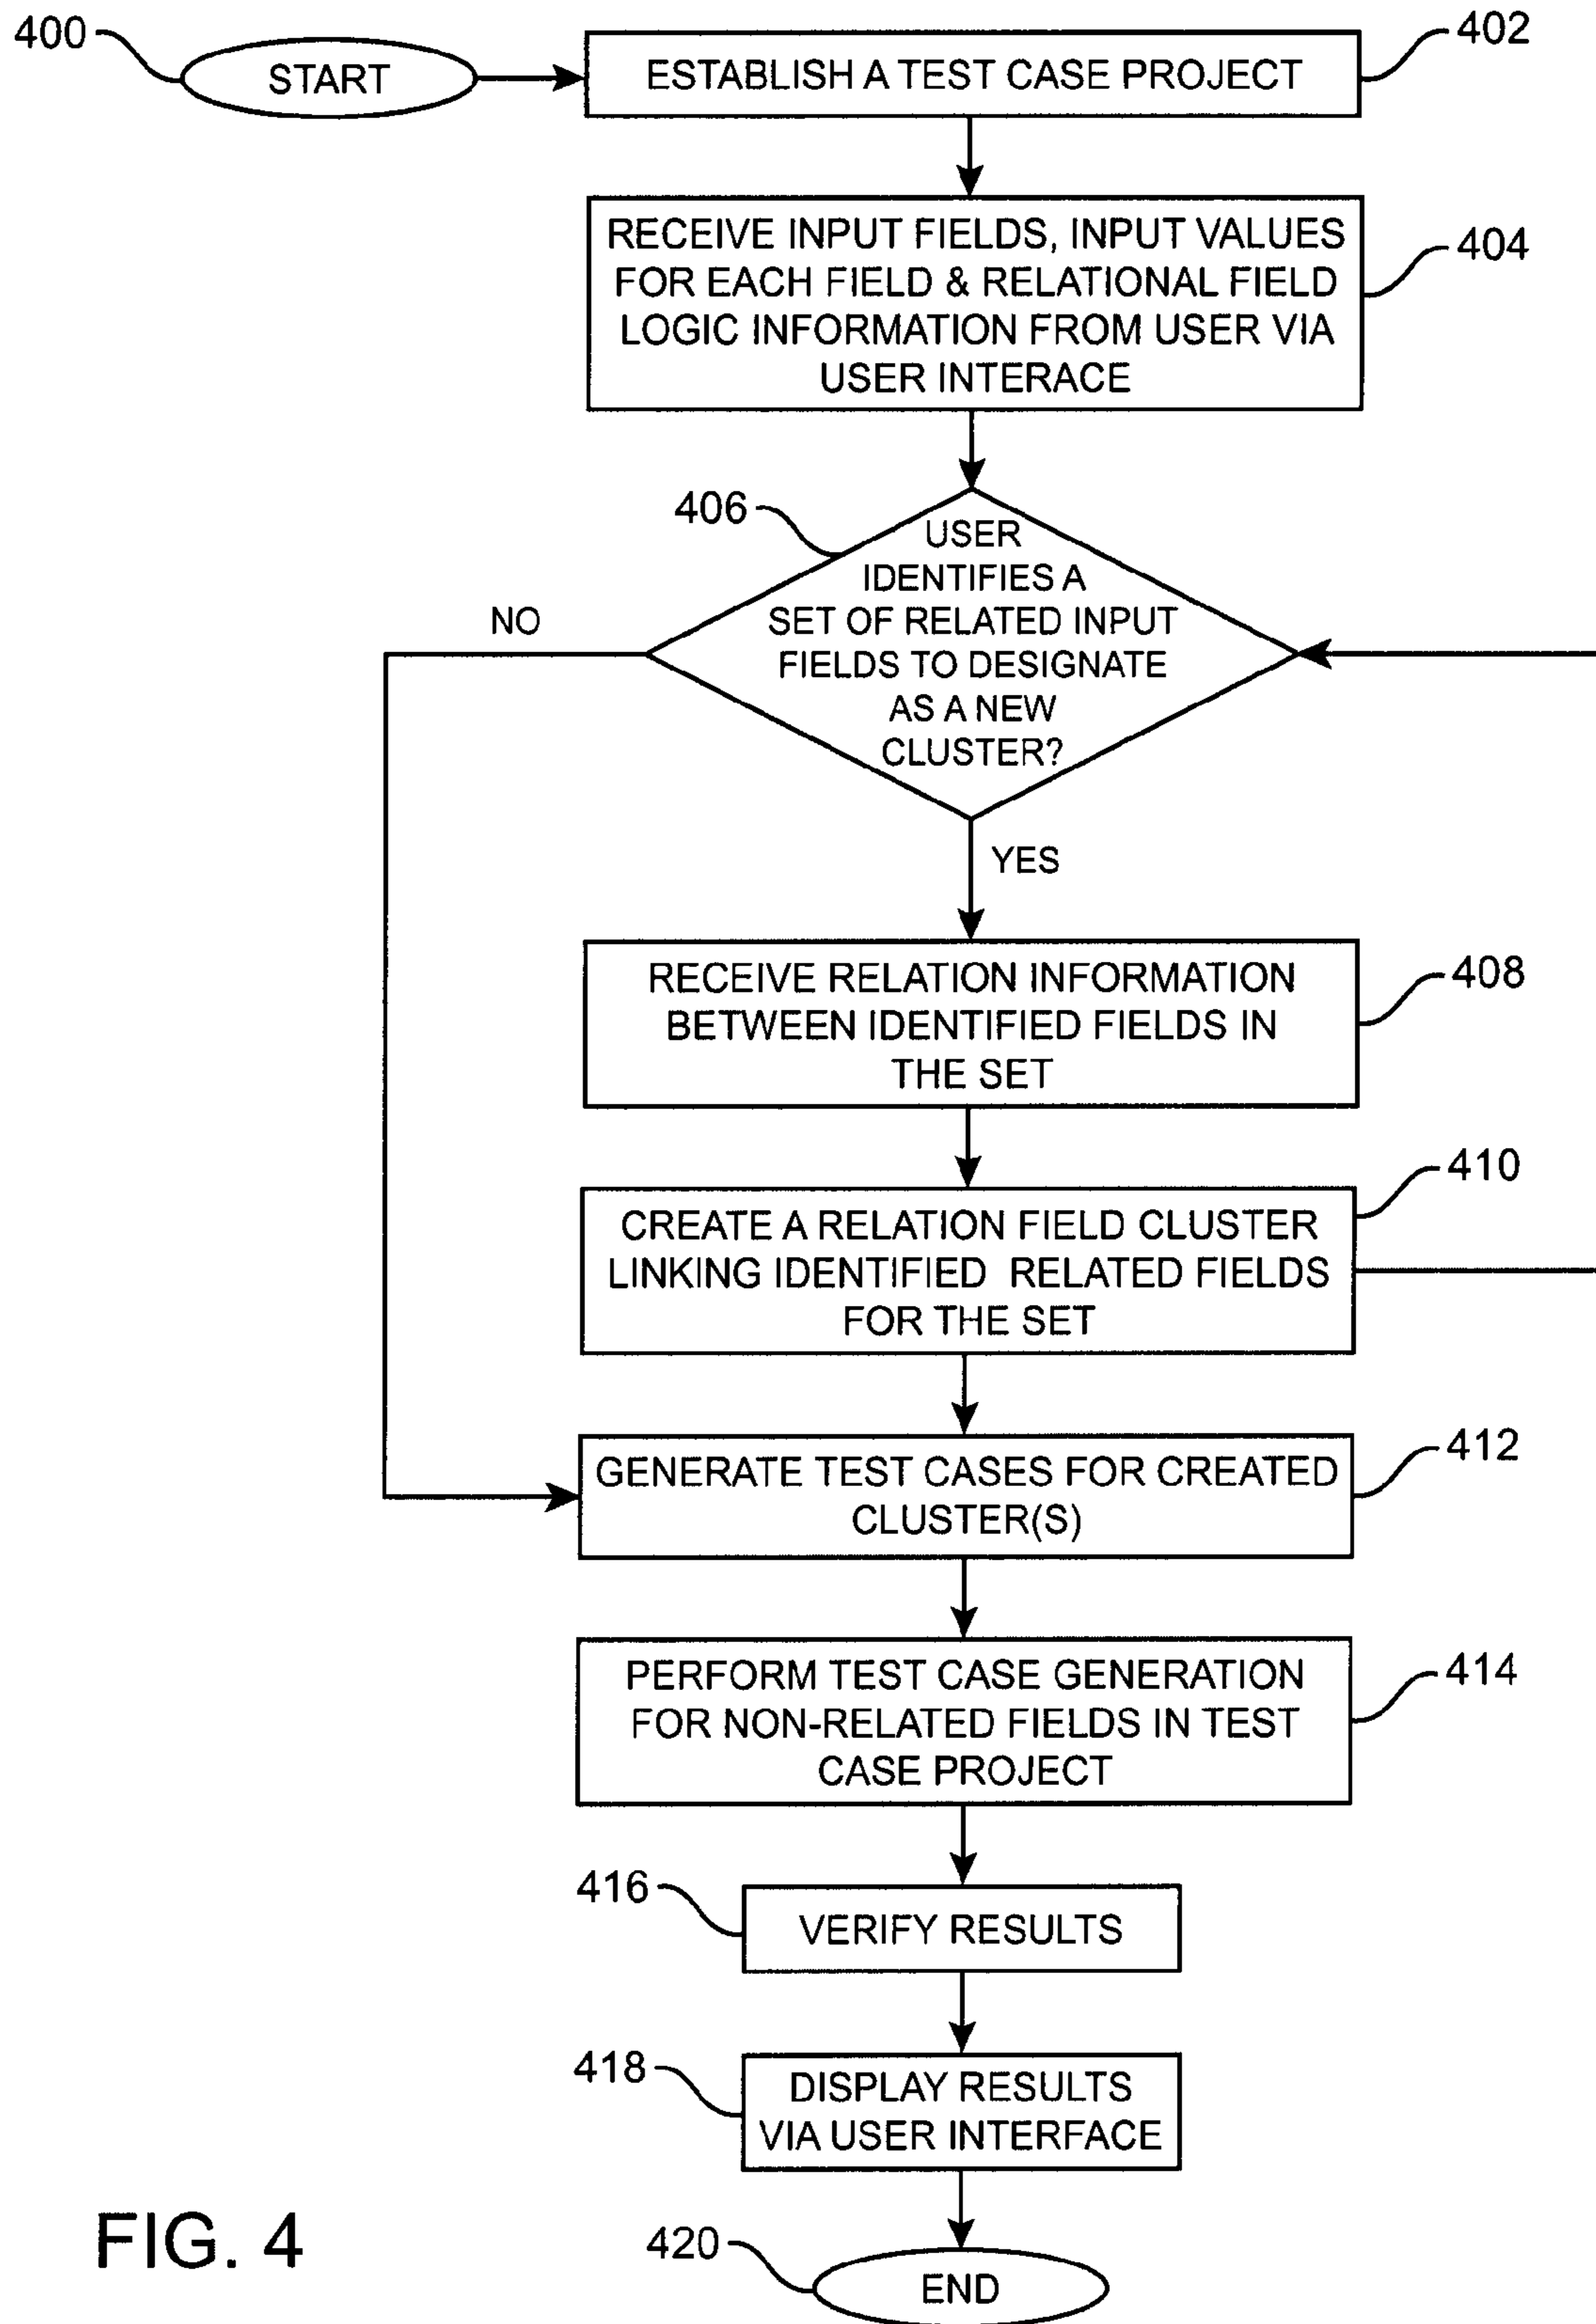 400
START
402
ESTABLISH A TEST CASE PROJECT
404
RECEIVE INPUT FIELDS, INPUT VALUES
FOR EACH FIELD & RELATIONAL FIELD
LOGIC INFORMATION FROM USER VIA
USER INTERACE
406
USER
IDENTIFIES A
SET OF RELATED INPUT
FIELDS TO DESIGNATE
AS A NEW
CLUSTER?
NO
YES
408
RECEIVE RELATION INFORMATION
BETWEEN IDENTIFIED FIELDS IN
THE SET
410
CREATE A RELATION FIELD CLUSTER
LINKING IDENTIFIED RELATED FIELDS
FOR THE SET
412
GENERATE TEST CASES FOR CREATED
CLUSTER(S)
414
PERFORM TEST CASE GENERATION
FOR NON-RELATED FIELDS IN TEST
CASE PROJECT
416
VERIFY RESULTS
418
DISPLAY RESULTS
VIA USER INTERFACE
420
END
FIG. 4